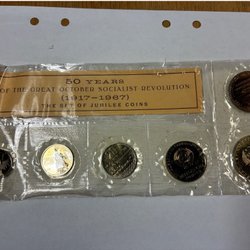 50 YEARS
OF THE GREAT OCTOBER SOCIALIST REVOLUTION
(1917-1967)
THE SET OF JUBILEE COINS